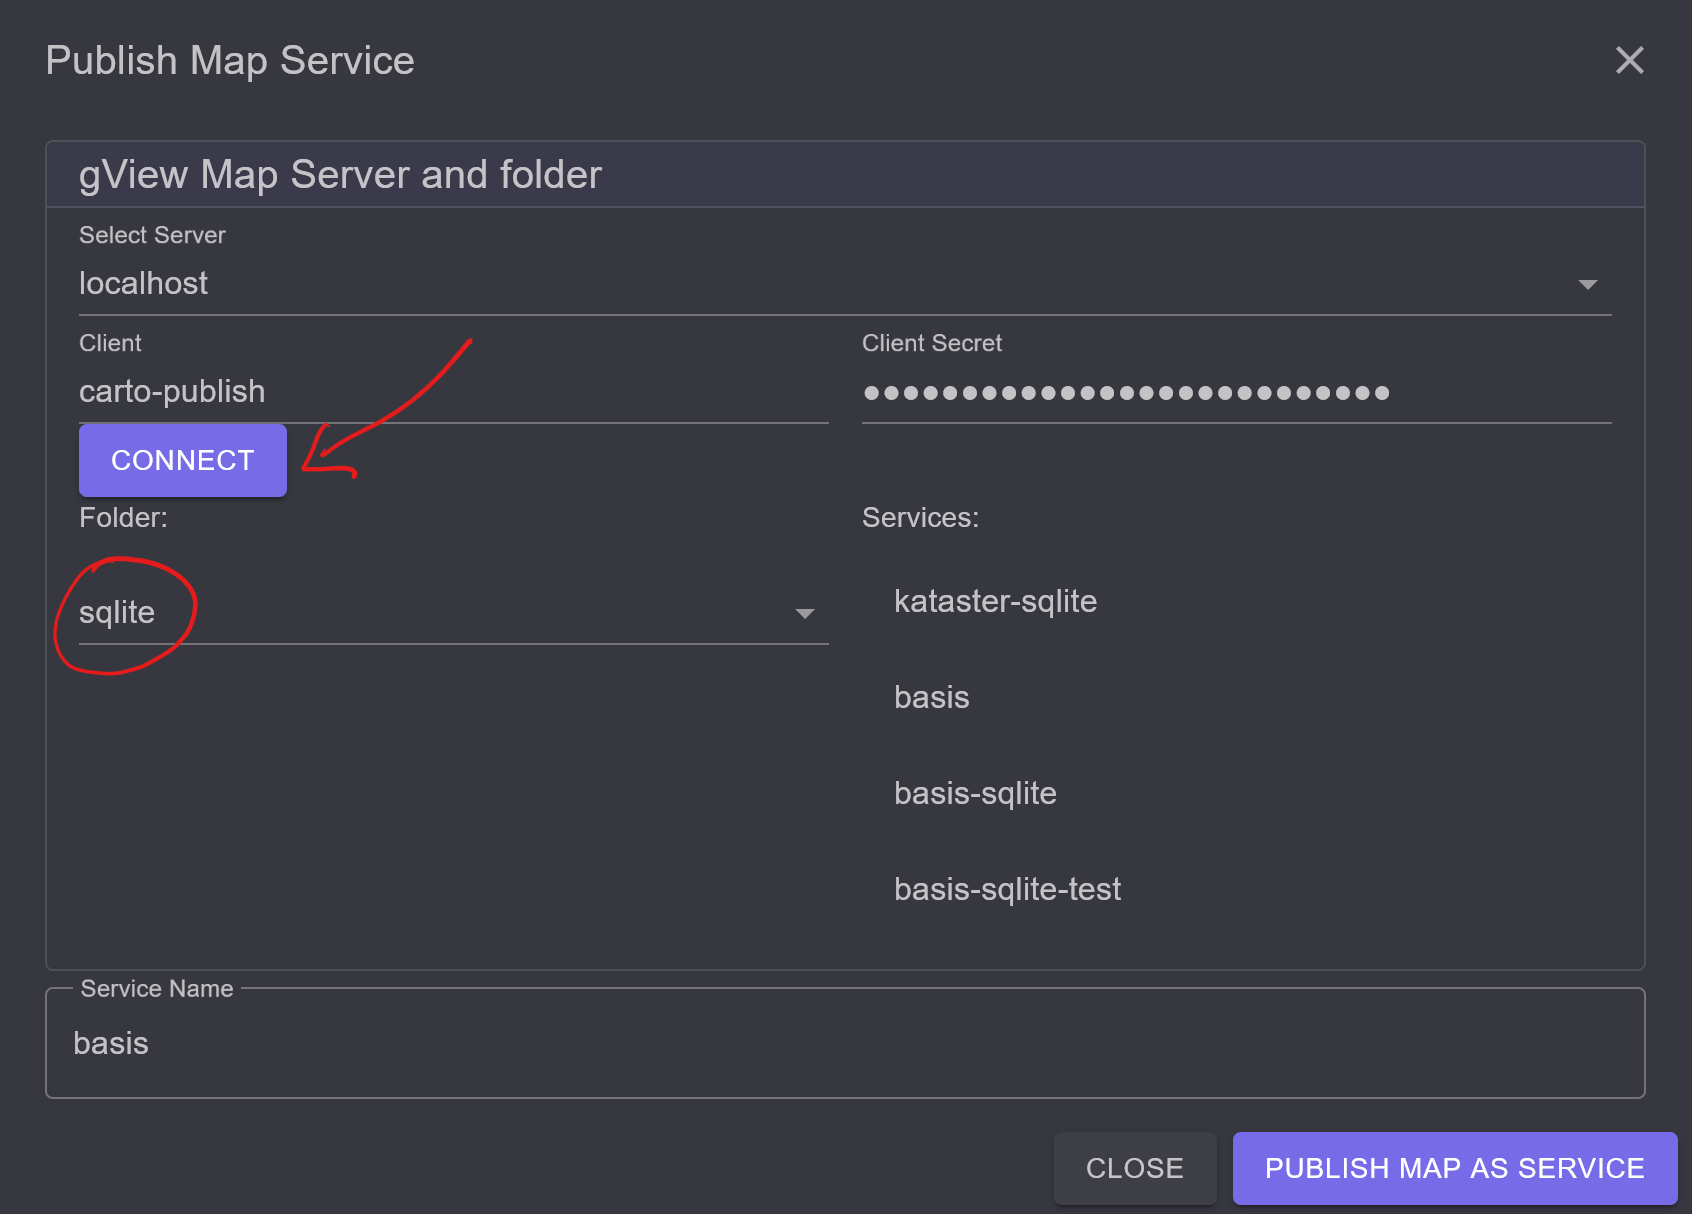 Publish Map Service
gView Map Server and folder
Select Server
localhost
Client
Client Secret
carto-publish
●●●●●●●●●●●●●●●●●●●●●●●●●●●
CONNECT
Folder:
Services:
sqlite
kataster-sqlite
basis
basis-sqlite
basis-sqlite-test
Service Name
basis
CLOSE
PUBLISH MAP AS SERVICE